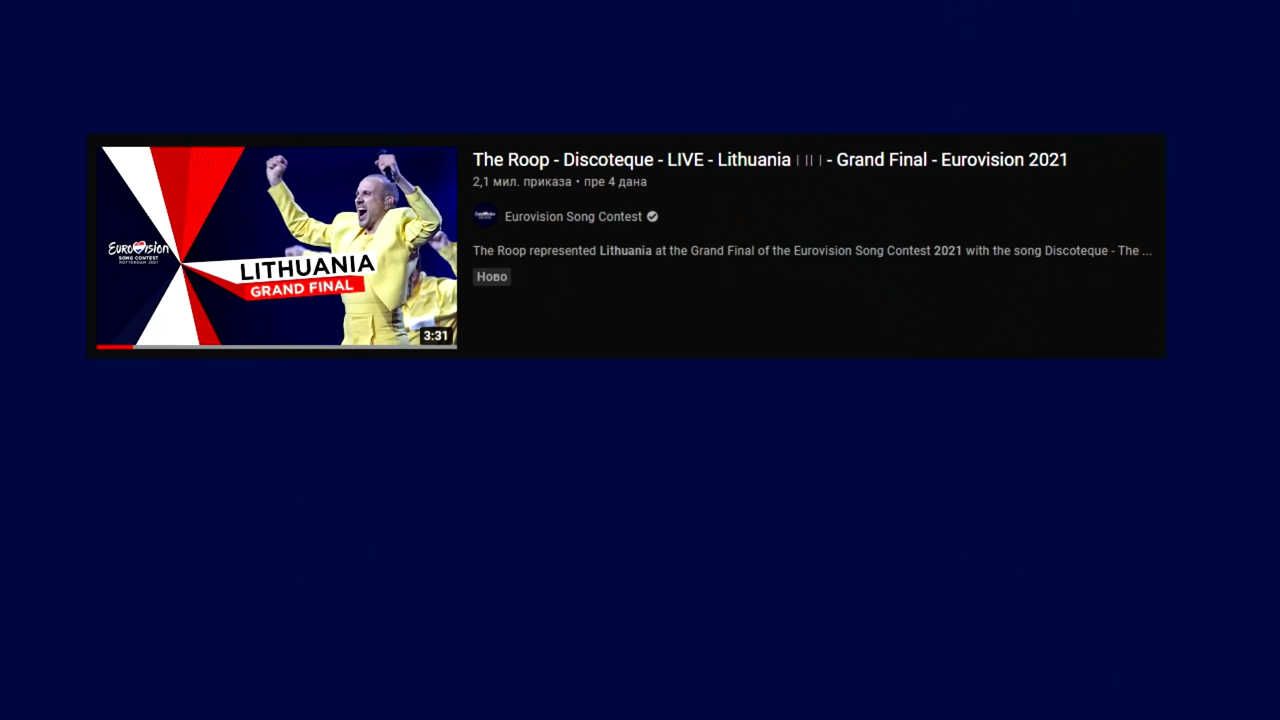 The Roop - Discoteque - LIVE - Lithuania - Grand Final - Eurovision 2021
2,1 мил. приказа • пре 4 дана
Eurovision Song Contest
The Roop represented Lithuania at the Grand Final of the Eurovision Song Contest 2021 with the song Discoteque - The ...
Ново
EUROVISION
SONG CONTEST
ROTTERDAM 2021
LITHUANIA
GRAND FINAL
3:31